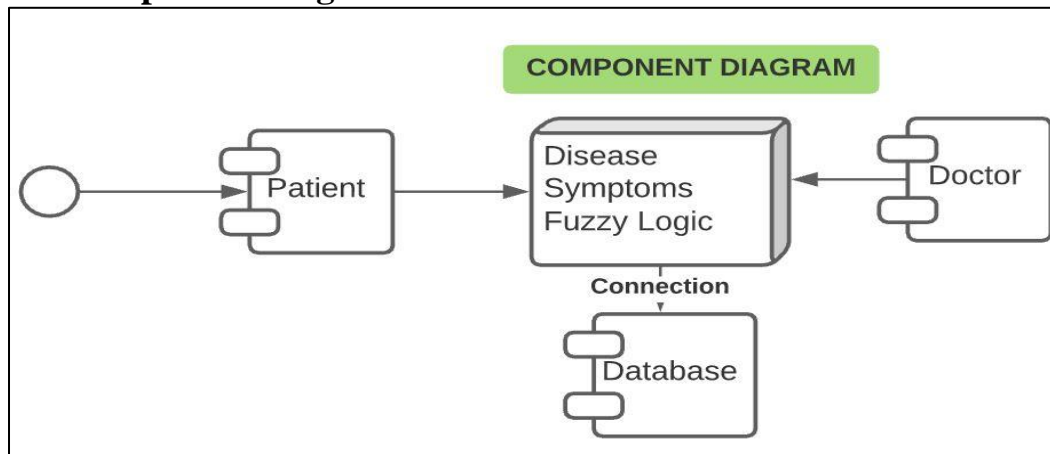 COMPONENT DIAGRAM
Patient
Disease
Symptoms
Fuzzy Logic
Doctor
Connection
Database